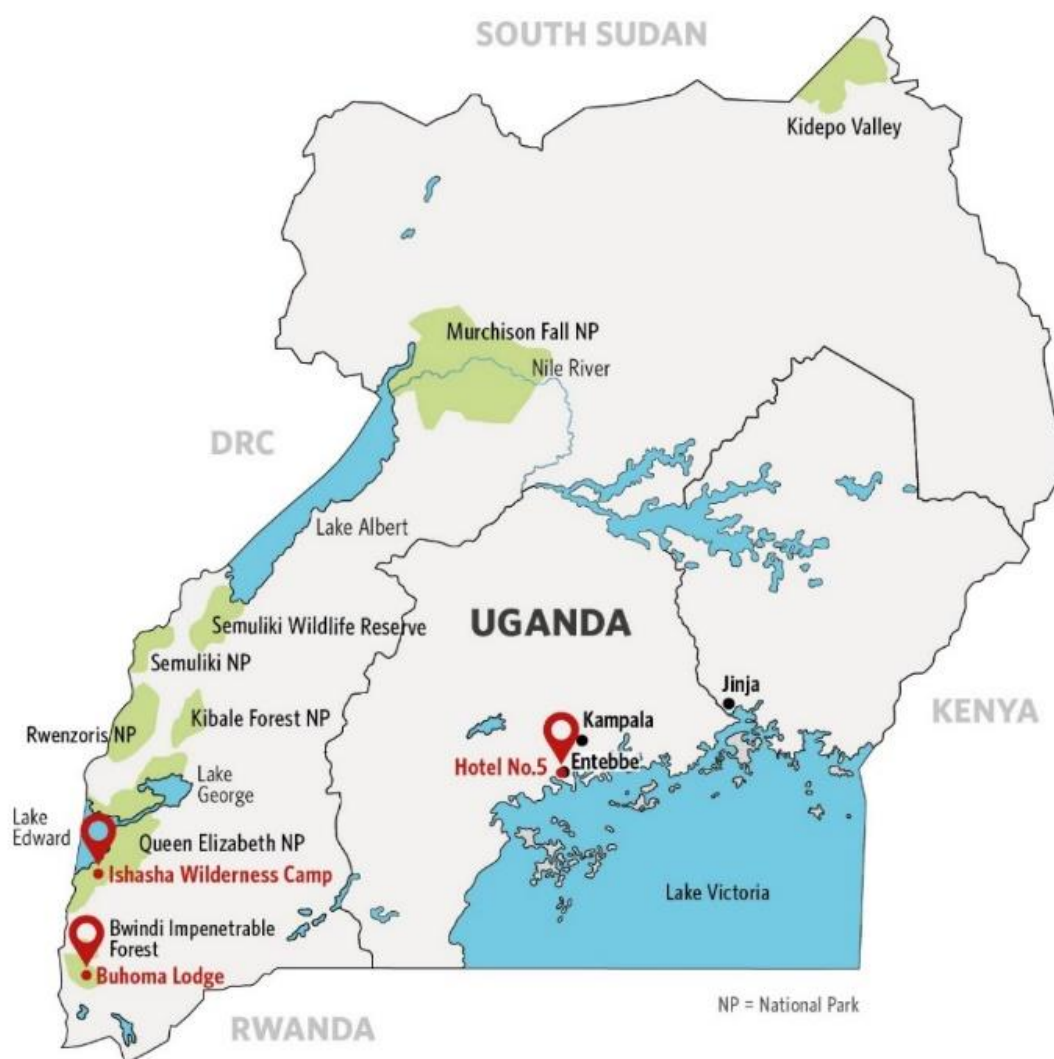 SOUTH SUDAN
Kidepo Valley
Murchison Fall NP
Nile River
DRC
Lake Albert
Semuliki Wildlife Reserve
UGANDA
Semuliki NP
Jinja
Kibale Forest NP
KENYA
Rwenzoris NP
Kampala
Entebbe
Hotel No.5
Lake
George
Lake
Edward
Queen Elizabeth NP
Ishasha Wilderness Camp
Lake Victoria
Bwindi Impenetrable
Forest
Buhoma Lodge
NP = National Park
RWANDA